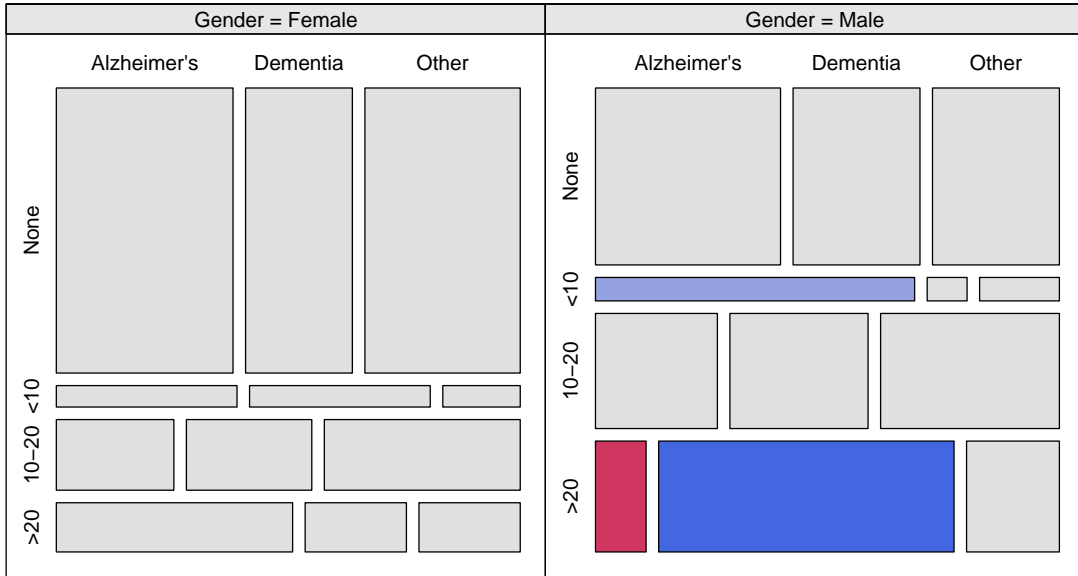 Gender = Female
Alzheimer's Dementia Other
None
<10
10−20
>20
Gender = Male
Alzheimer's Dementia Other
None
<10
10−20
>20